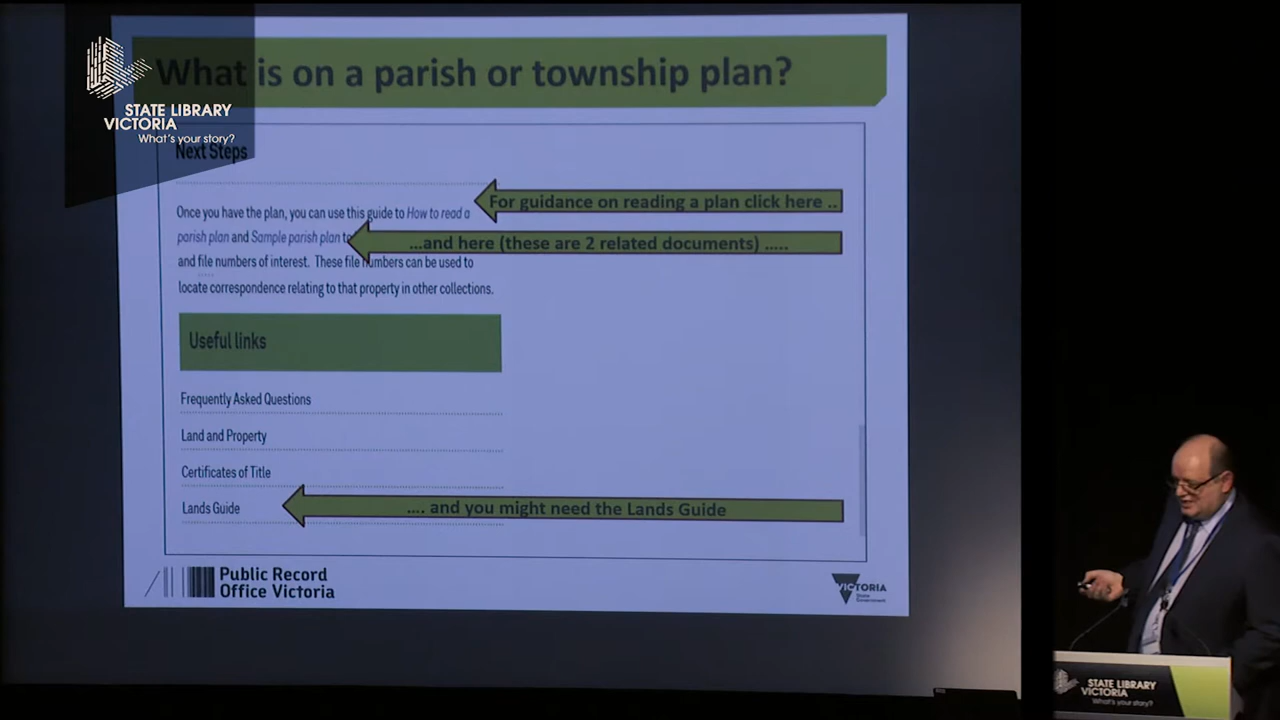 What is on a parish or township plan?
STATE LIBRARY
VICTORIA
What's your story?
Next Steps
For guidance on reading a plan click here ..
Once you have the plan, you can use this guide to How to read a
parish plan and Sample parish plan to
...and here (these are 2 related documents) .....
and file numbers of interest. These file numbers can be used to
locate correspondence relating to that property in other collections.
Useful links
Frequently Asked Questions
Land and Property
Certificates of Title
Lands Guide
.... and you might need the Lands Guide
Public Record
Office Victoria
VICTORIA
State
Government
STATE LIBRARY
VICTORIA
What's your story?